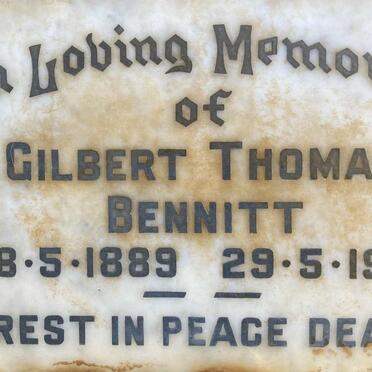 n Loving Memo
of
GILBERT THOMA
BENNITT
8·5·1889 29·5·19
REST IN PEACE DEA